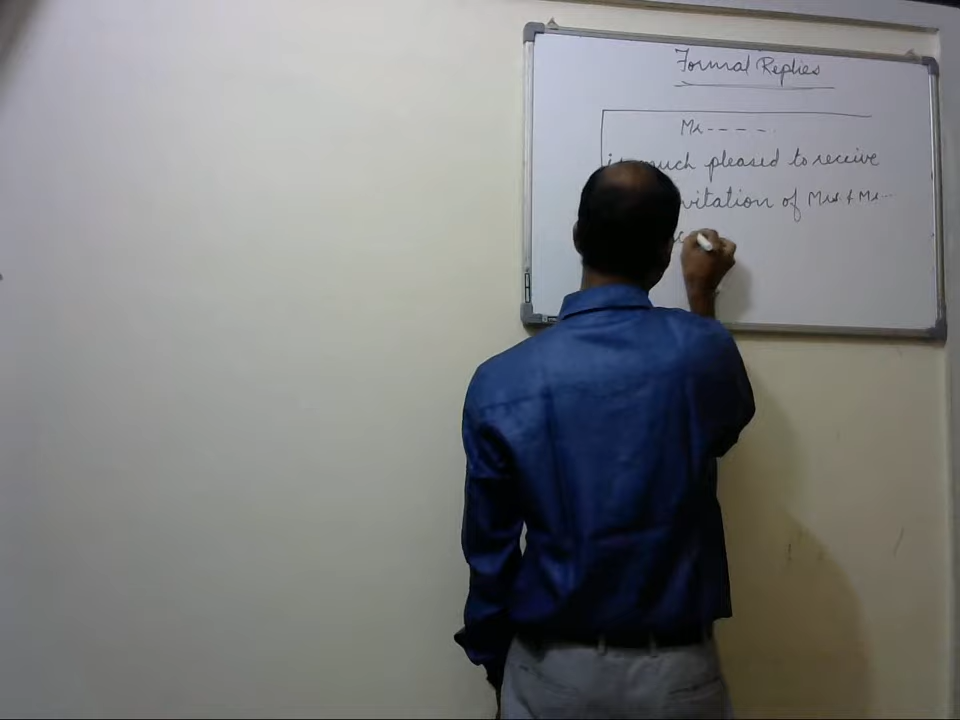 Formal Replies
Mr - - - -
much pleased to receive
vitation of Mrs & Mr ...